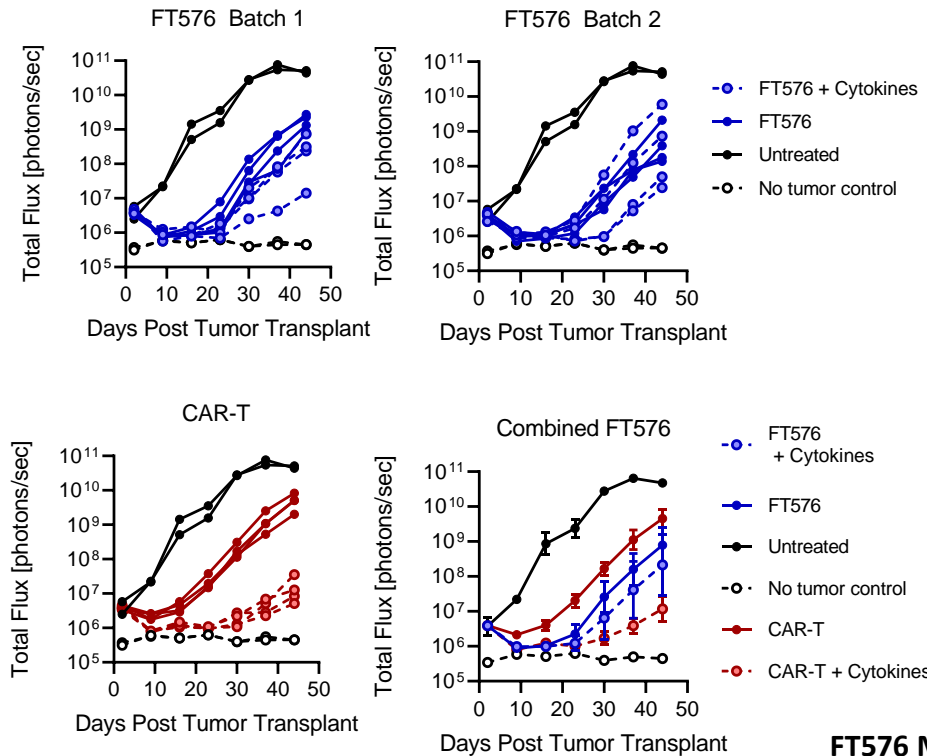 FT576 Batch 1
FT576 Batch 2
Total Flux [photons/sec]
10^11
10^10
10^9
10^8
10^7
10^6
10^5
0 10 20 30 40 50
Days Post Tumor Transplant
Total Flux [photons/sec]
10^11
10^10
10^9
10^8
10^7
10^6
10^5
0 10 20 30 40 50
Days Post Tumor Transplant
FT576 + Cytokines
FT576
Untreated
No tumor control
CAR-T
Combined FT576
Total Flux [photons/sec]
10^11
10^10
10^9
10^8
10^7
10^6
10^5
0 10 20 30 40 50
Days Post Tumor Transplant
Total Flux [photons/sec]
10^11
10^10
10^9
10^8
10^7
10^6
10^5
0 10 20 30 40 50
Days Post Tumor Transplant
FT576
+ Cytokines
FT576
Untreated
No tumor control
CAR-T
CAR-T + Cytokines
FT576 M